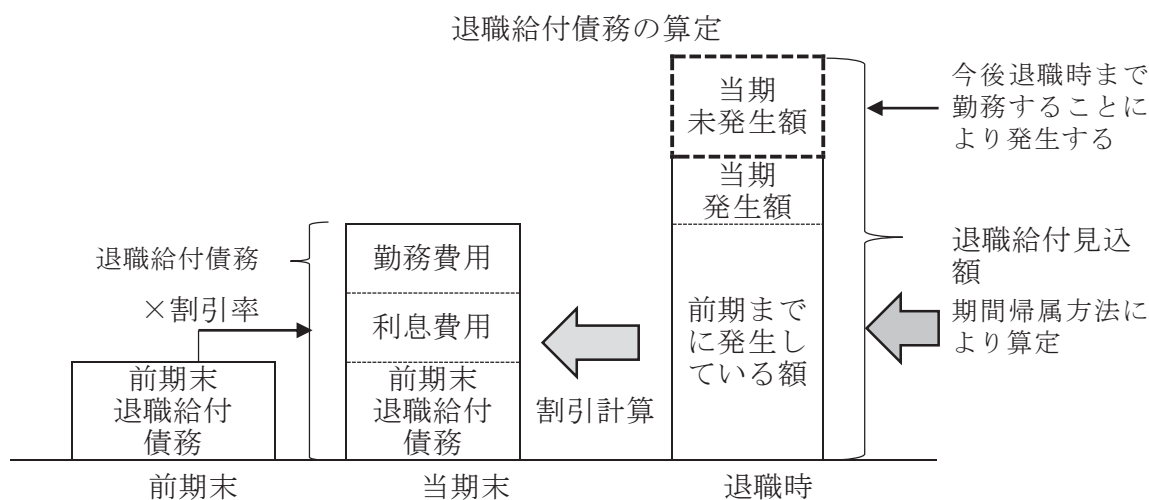 退職給付債務の算定
当期
未発生額
今後退職時まで
勤務することに
より発生する
当期
発生額
退職給付債務
×割引率
勤務費用
利息費用
前期末
退職給付
債務
前期末
退職給付
債務
割引計算
前期まで
に発生し
ている額
退職給付見込
額
期間帰属方法に
より算定
前期末
当期末
退職時